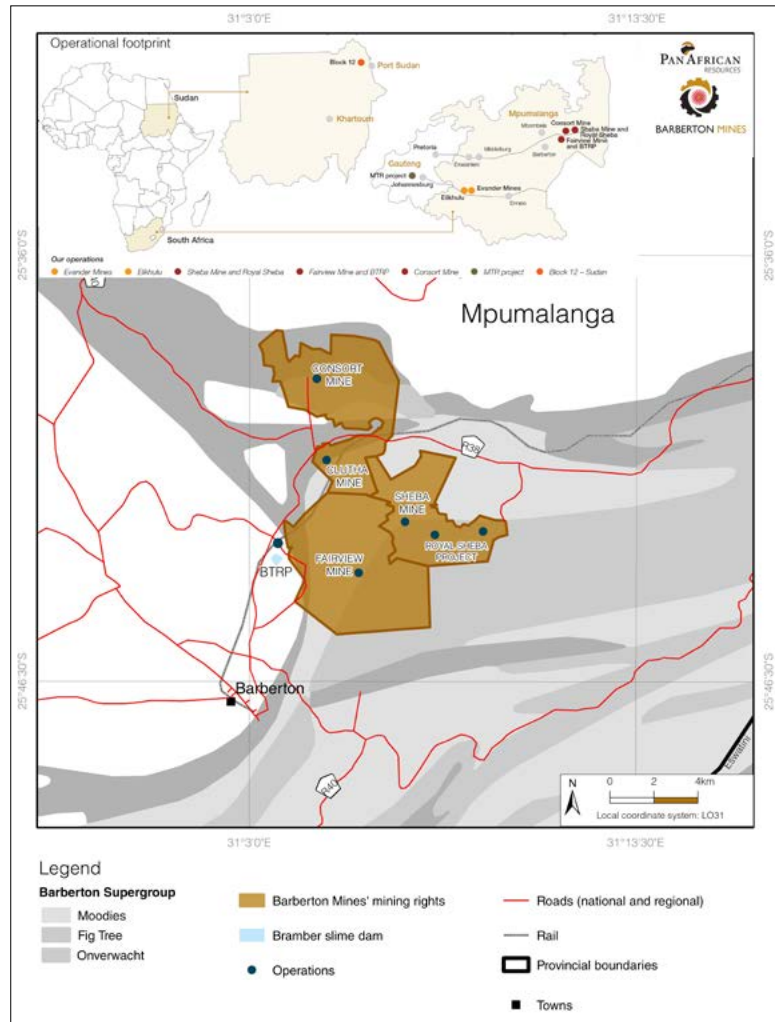 31°3'0"E
31°13'30"E
Operational footprint
PAN AFRICAN
RESOURCES
BARBERTON MINES
Block 12
Port Sudan
Sudan
Khartoum
Mpumalanga
Consort Mine
Sheba Mine and
Royal Sheba
Fairview Mine
and BTRP
Mbombela
Barberton
Middelburg
Pretoria
Emalahleni
Gauteng
MTR project
Johannesburg
Evander Mines
Elikhulu
Ermelo
South Africa
Our operations
Evander Mines
Elikhulu
Sheba Mine and Royal Sheba
Fairview Mine and BTRP
Consort Mine
MTR project
Block 12 – Sudan
25°36'0"S
25°36'0"S
Mpumalanga
CONSORT
MINE
R38
CLUTHA
MINE
SHEBA
MINE
ROYAL SHEBA
PROJECT
FAIRVIEW
MINE
BTRP
25°46'30"S
25°46'30"S
Barberton
R40
Eswatini
N
0 2 4km
Local coordinate system: LO31
31°3'0"E
31°13'30"E
Legend
Barberton Supergroup
Moodies
Fig Tree
Onverwacht
Barberton Mines' mining rights
Bramber slime dam
Operations
Roads (national and regional)
Rail
Provincial boundaries
Towns